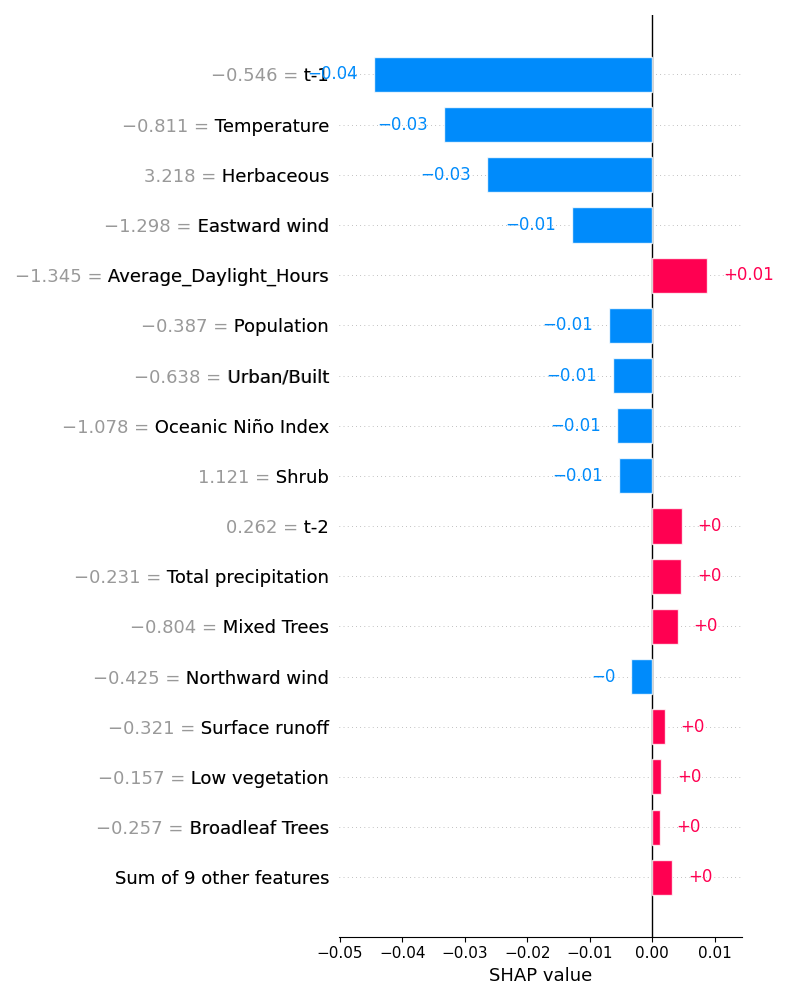 −0.546 = t-1 −0.04
−0.811 = Temperature −0.03
3.218 = Herbaceous −0.03
−1.298 = Eastward wind −0.01
−1.345 = Average_Daylight_Hours +0.01
−0.387 = Population −0.01
−0.638 = Urban/Built −0.01
−1.078 = Oceanic Niño Index −0.01
1.121 = Shrub −0.01
0.262 = t-2 +0
−0.231 = Total precipitation +0
−0.804 = Mixed Trees +0
−0.425 = Northward wind −0
−0.321 = Surface runoff +0
−0.157 = Low vegetation +0
−0.257 = Broadleaf Trees +0
Sum of 9 other features +0
−0.05 −0.04 −0.03 −0.02 −0.01 0.00 0.01
SHAP value